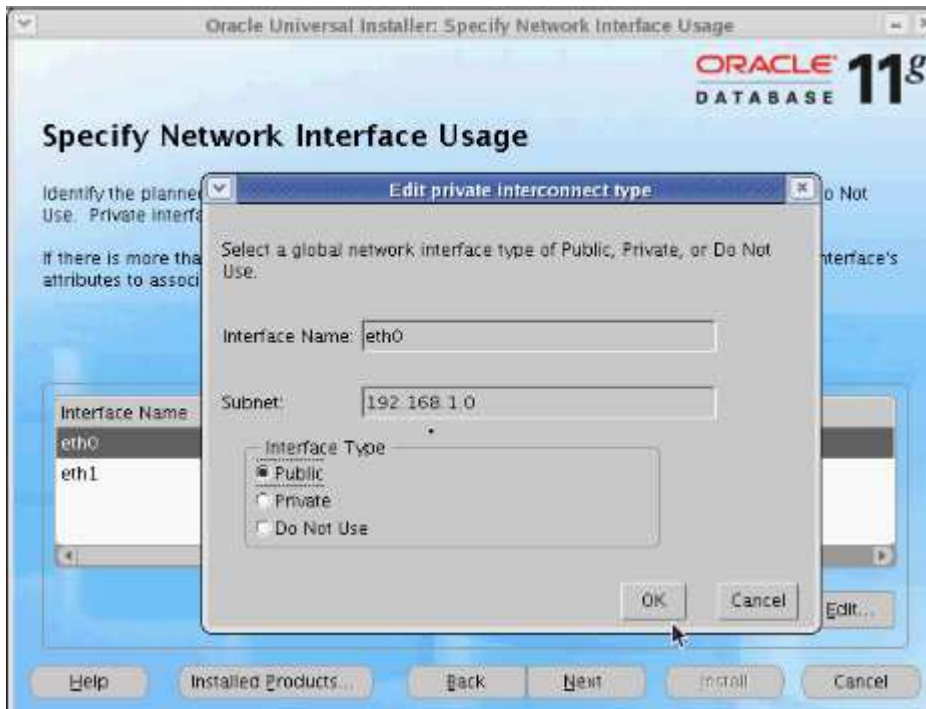 Oracle Universal Installer: Specify Network Interface Usage
ORACLE
DATABASE
11g
Specify Network Interface Usage
Identify the planne
o Not
Use. Private interfa
If there is more tha
nterface's
attributes to associ
Edit private interconnect type
Select a global network interface type of Public, Private, or Do Not
Use.
Interface Name: eth0
Subnet: 192.168.1.0
Interface Type
Public
Private
Do Not Use
OK Cancel
Interface Name
eth0
eth1
Edit...
Help Installed Products... Back Next Install Cancel